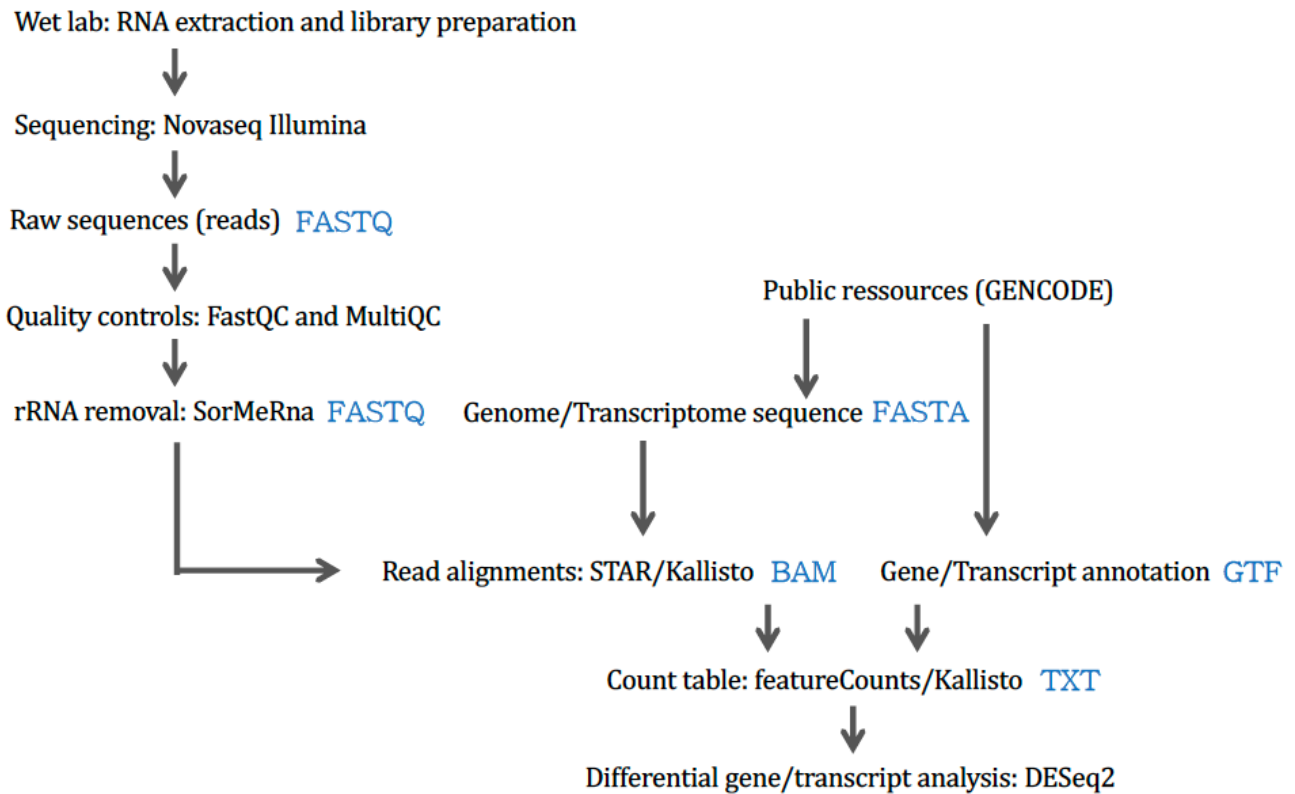 Wet lab: RNA extraction and library preparation
Sequencing: Novaseq Illumina
Raw sequences (reads) FASTQ
Quality controls: FastQC and MultiQC
Public ressources (GENCODE)
rRNA removal: SorMeRna FASTQ
Genome/Transcriptome sequence FASTA
Read alignments: STAR/Kallisto BAM
Gene/Transcript annotation GTF
Count table: featureCounts/Kallisto TXT
Differential gene/transcript analysis: DESeq2